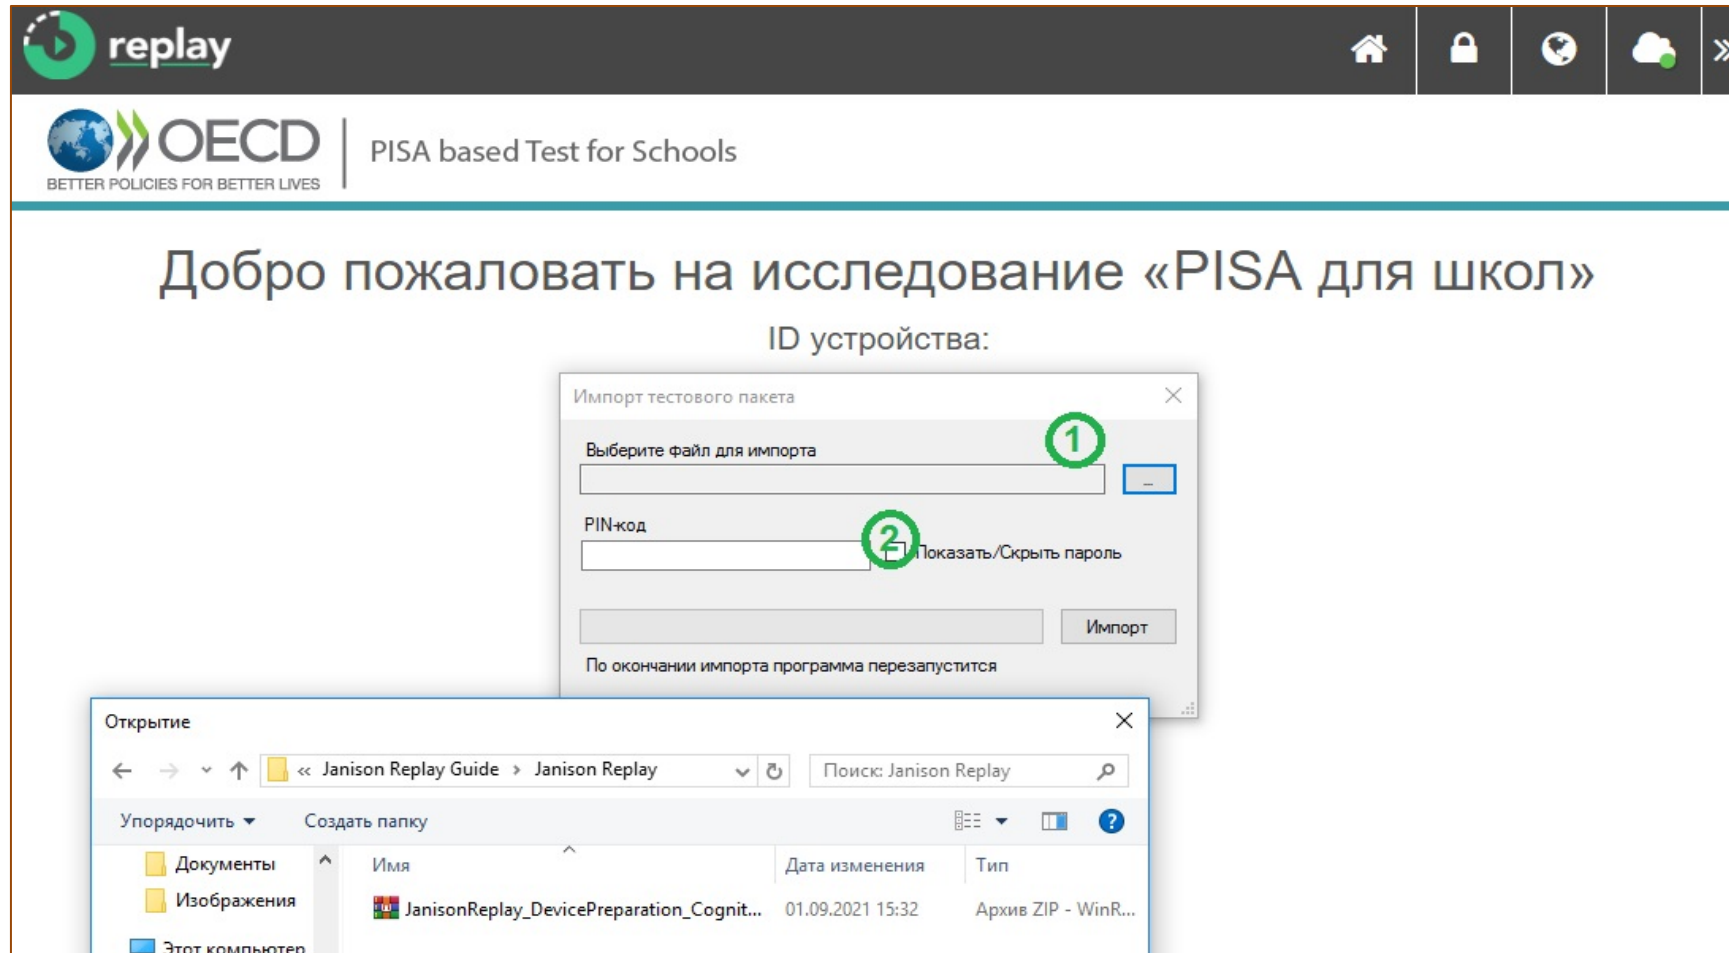 replay
OECD
BETTER POLICIES FOR BETTER LIVES
PISA based Test for Schools
Добро пожаловать на исследование «PISA для школ»
ID устройства:
Импорт тестового пакета
1
Выберите файл для импорта
...
PIN-код
2
Показать/Скрыть пароль
Импорт
По окончании импорта программа перезапустится
Открытие
« Janison Replay Guide › Janison Replay
Поиск: Janison Replay
Упорядочить
Создать папку
?
Документы
Имя
Дата изменения
Тип
Изображения
JanisonReplay_DevicePreparation_Cognit...
01.09.2021 15:32
Архив ZIP - WinR...
Этот компьютер